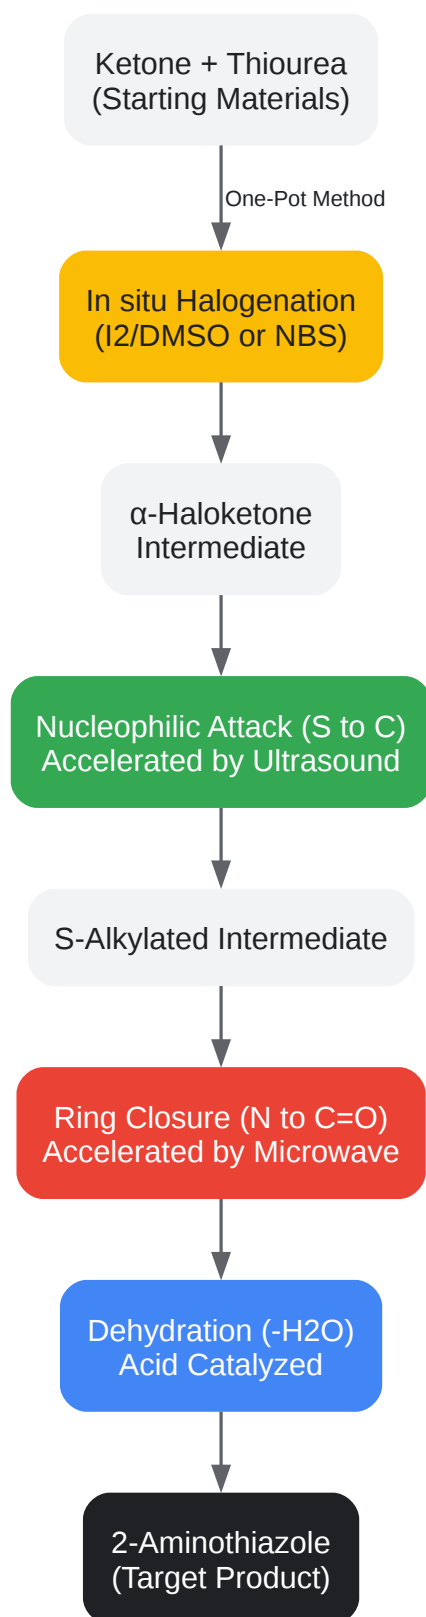 Ketone + Thiourea
(Starting Materials)
One-Pot Method
In situ Halogenation
(I2/DMSO or NBS)
α-Haloketone
Intermediate
Nucleophilic Attack (S to C)
Accelerated by Ultrasound
S-Alkylated Intermediate
Ring Closure (N to C=O)
Accelerated by Microwave
Dehydration (-H2O)
Acid Catalyzed
2-Aminothiazole
(Target Product)